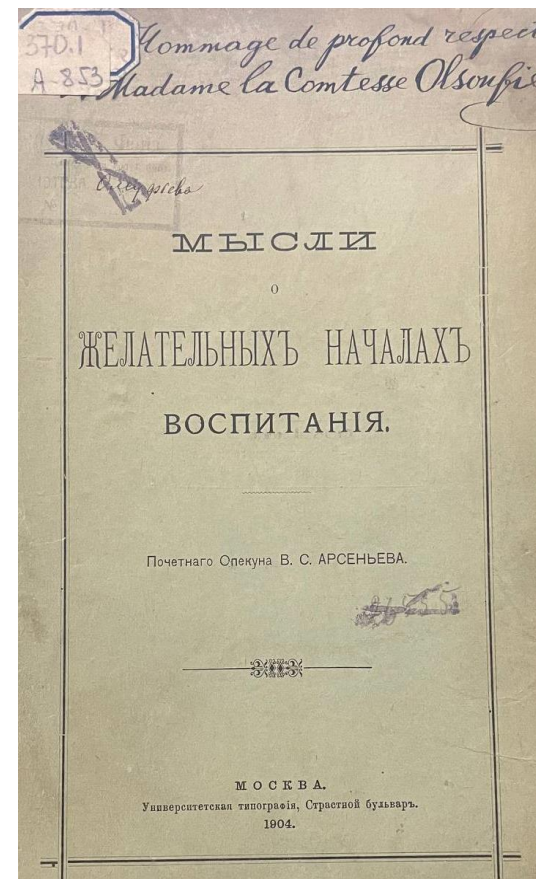 370.1
A-853
Hommage de profond respect
Madame la Comtesse Olsoufie
Олсуфьева
МЫСЛИ
О
ЖЕЛАТЕЛЬНЫХЪ НАЧАЛАХЪ
ВОСПИТАНІЯ.
Почетнаго Опекуна В. С. АРСЕНЬЕВА.
МОСКВА.
Университетская типографія, Страстной бульваръ.
1904.